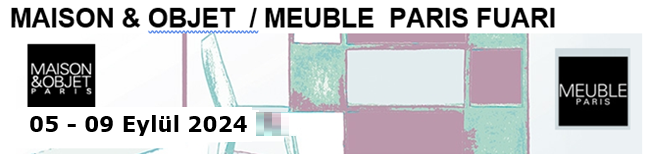 MAISON & OBJET / MEUBLE PARIS FUARI
MAISON
&OBJET
PARIS
MEUBLE
PARIS
05 - 09 Eylül 2024